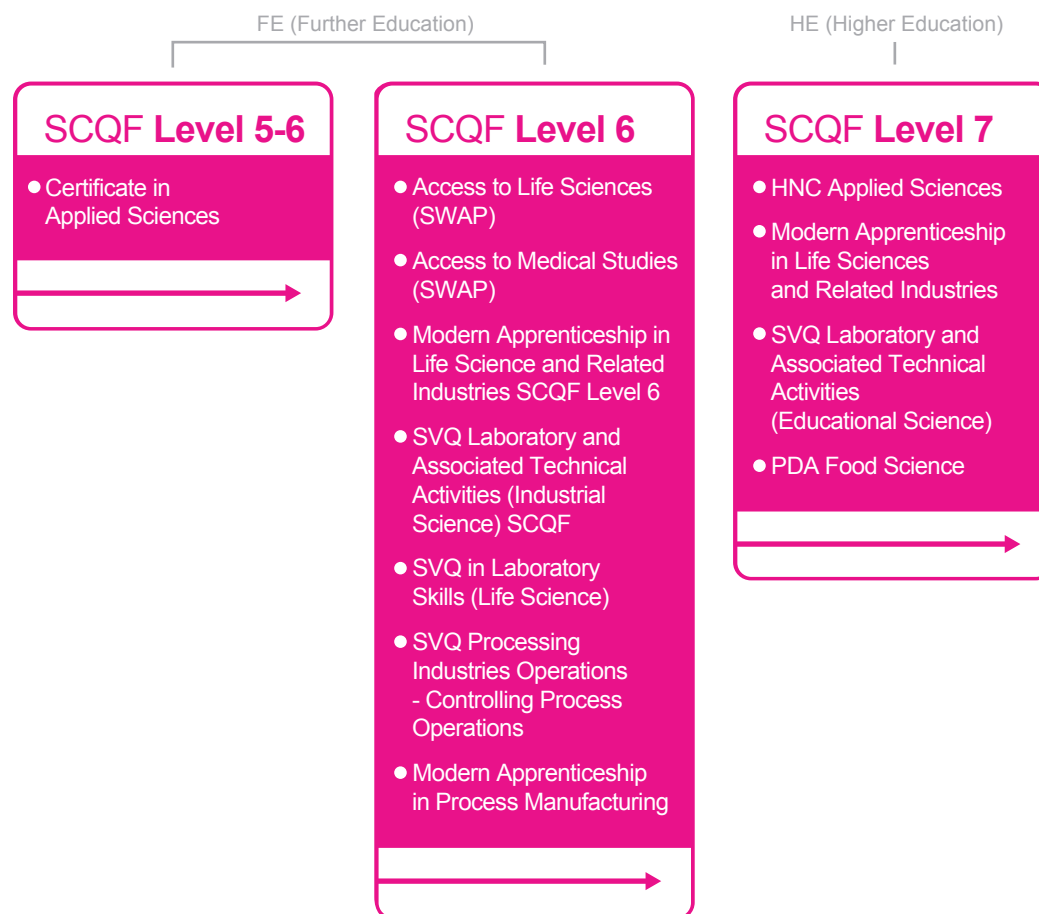 FE (Further Education)
HE (Higher Education)
SCQF Level 5-6
Certificate in
Applied Sciences
SCQF Level 6
Access to Life Sciences
(SWAP)
Access to Medical Studies
(SWAP)
Modern Apprenticeship in
Life Science and Related
Industries SCQF Level 6
SVQ Laboratory and
Associated Technical
Activities (Industrial
Science) SCQF
SVQ in Laboratory
Skills (Life Science)
SVQ Processing
Industries Operations
- Controlling Process
Operations
Modern Apprenticeship
in Process Manufacturing
SCQF Level 7
HNC Applied Sciences
Modern Apprenticeship
in Life Sciences
and Related Industries
SVQ Laboratory and
Associated Technical
Activities
(Educational Science)
PDA Food Science